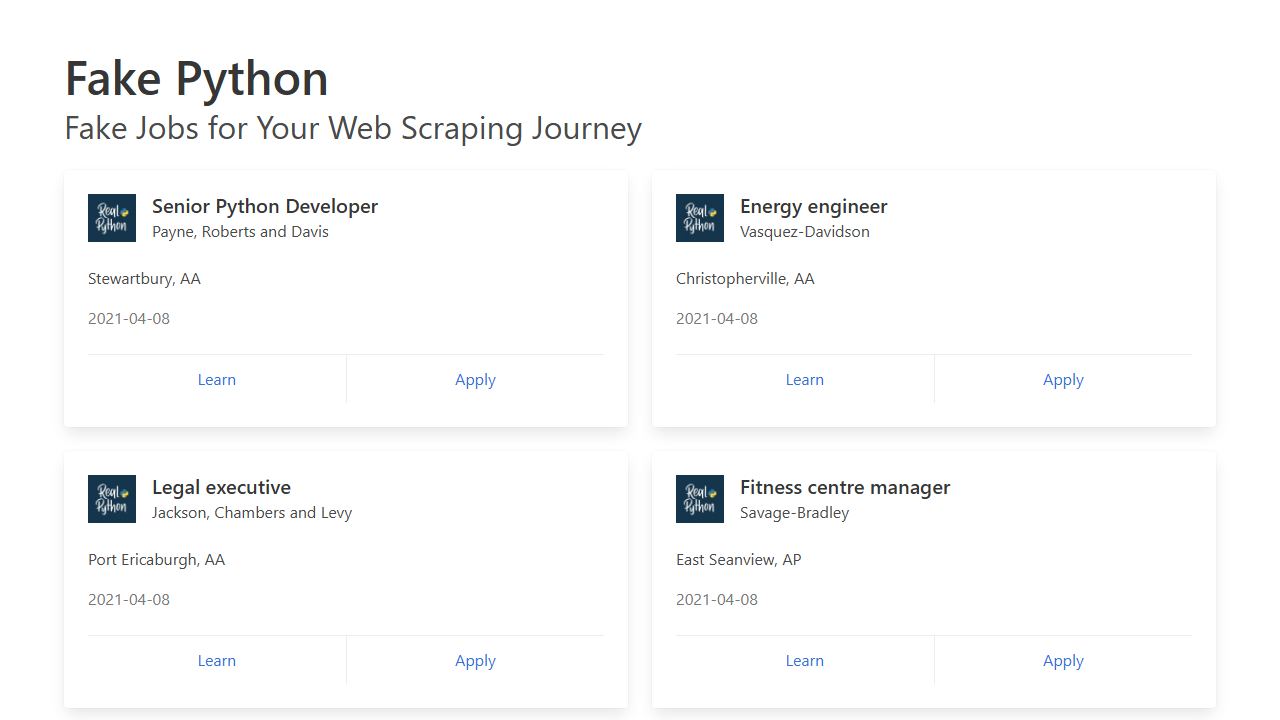 Fake Python
Fake Jobs for Your Web Scraping Journey
Real Python
Senior Python Developer
Payne, Roberts and Davis
Stewartbury, AA
2021-04-08
Learn
Apply
Real Python
Energy engineer
Vasquez-Davidson
Christopherville, AA
2021-04-08
Learn
Apply
Real Python
Legal executive
Jackson, Chambers and Levy
Port Ericaburgh, AA
2021-04-08
Learn
Apply
Real Python
Fitness centre manager
Savage-Bradley
East Seanview, AP
2021-04-08
Learn
Apply